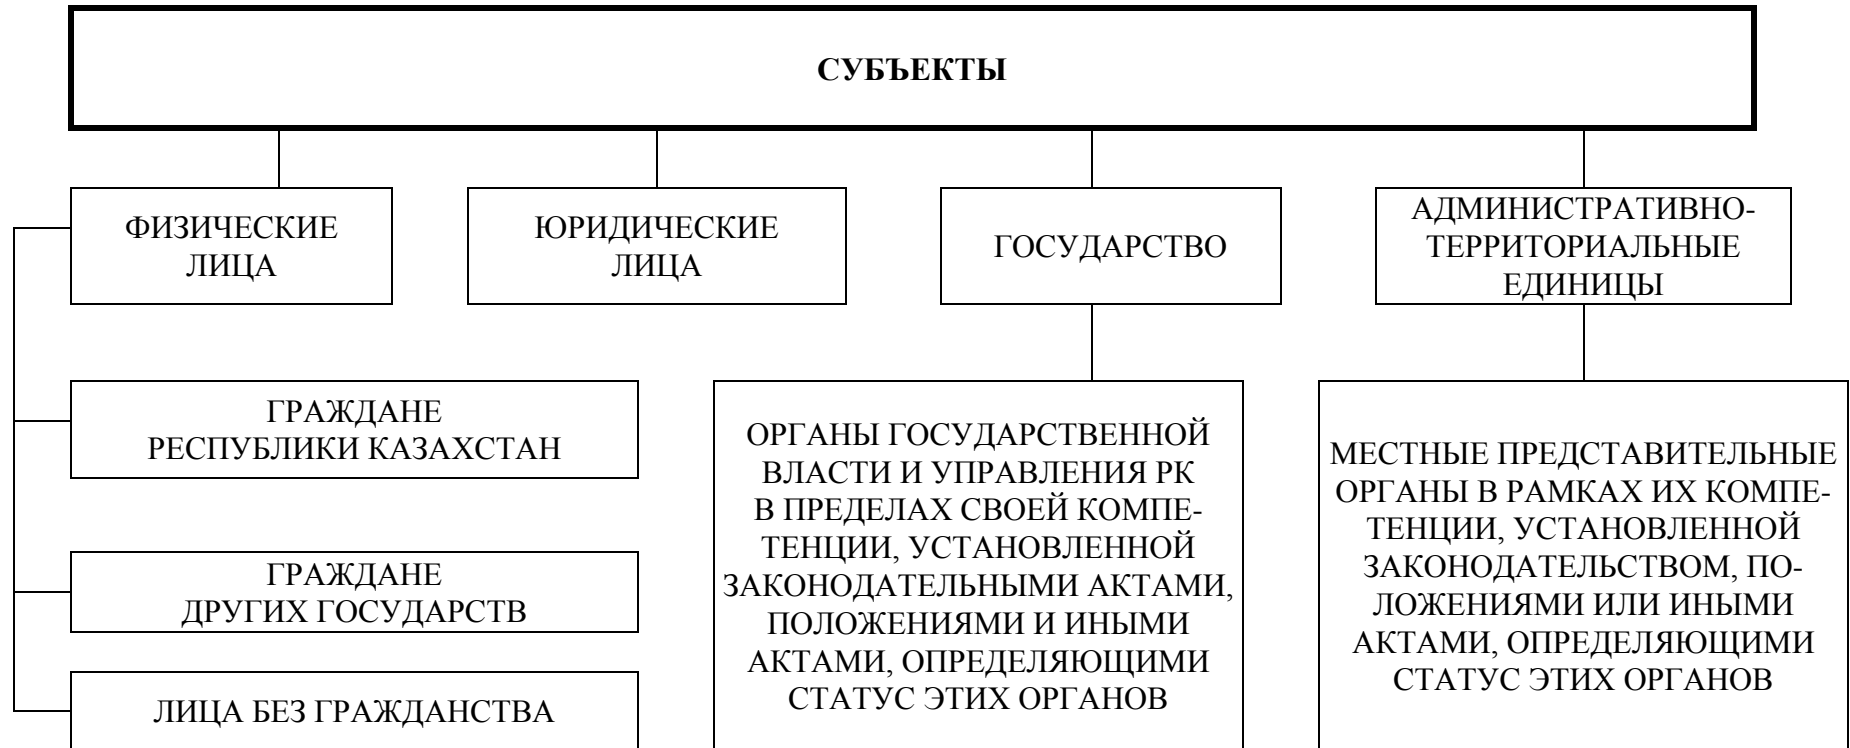 СУБЪЕКТЫ
ФИЗИЧЕСКИЕ
ЛИЦА
ЮРИДИЧЕСКИЕ
ЛИЦА
ГОСУДАРСТВО
АДМИНИСТРАТИВНО-
ТЕРРИТОРИАЛЬНЫЕ
ЕДИНИЦЫ
ГРАЖДАНЕ
РЕСПУБЛИКИ КАЗАХСТАН
ГРАЖДАНЕ
ДРУГИХ ГОСУДАРСТВ
ЛИЦА БЕЗ ГРАЖДАНСТВА
ОРГАНЫ ГОСУДАРСТВЕННОЙ
ВЛАСТИ И УПРАВЛЕНИЯ РК
В ПРЕДЕЛАХ СВОЕЙ КОМПЕ-
ТЕНЦИИ, УСТАНОВЛЕННОЙ
ЗАКОНОДАТЕЛЬНЫМИ АКТАМИ,
ПОЛОЖЕНИЯМИ И ИНЫМИ
АКТАМИ, ОПРЕДЕЛЯЮЩИМИ
СТАТУС ЭТИХ ОРГАНОВ
МЕСТНЫЕ ПРЕДСТАВИТЕЛЬНЫЕ
ОРГАНЫ В РАМКАХ ИХ КОМПЕ-
ТЕНЦИИ, УСТАНОВЛЕННОЙ
ЗАКОНОДАТЕЛЬСТВОМ, ПО-
ЛОЖЕНИЯМИ ИЛИ ИНЫМИ
АКТАМИ, ОПРЕДЕЛЯЮЩИМИ
СТАТУС ЭТИХ ОРГАНОВ